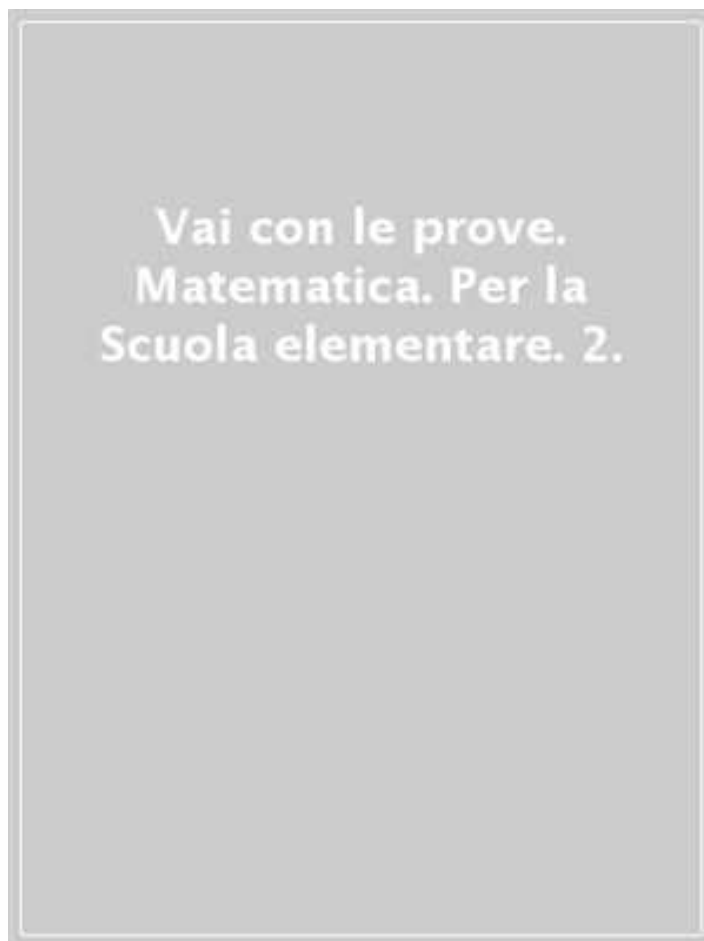 Vai con le prove.
Matematica. Per la
Scuola elementare. 2.